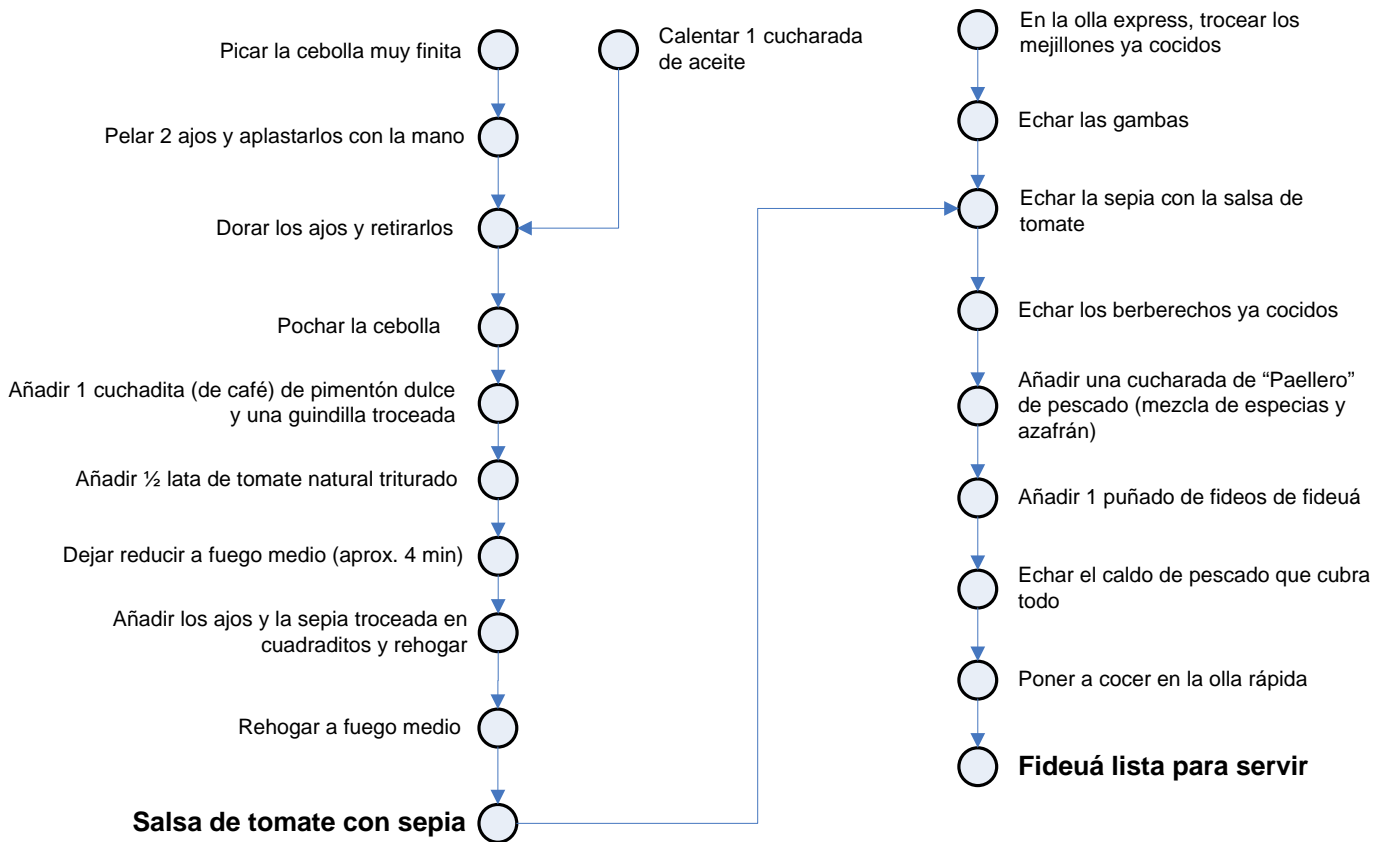 Picar la cebolla muy finita
Pelar 2 ajos y aplastarlos con la mano
Calentar 1 cucharada
de aceite
Dorar los ajos y retirarlos
Pochar la cebolla
Añadir 1 cuchadita (de café) de pimentón dulce
y una guindilla troceada
Añadir ½ lata de tomate natural triturado
Dejar reducir a fuego medio (aprox. 4 min)
Añadir los ajos y la sepia troceada en
cuadraditos y rehogar
Rehogar a fuego medio
Salsa de tomate con sepia
En la olla express, trocear los
mejillones ya cocidos
Echar las gambas
Echar la sepia con la salsa de
tomate
Echar los berberechos ya cocidos
Añadir una cucharada de “Paellero”
de pescado (mezcla de especias y
azafrán)
Añadir 1 puñado de fideos de fideuá
Echar el caldo de pescado que cubra
todo
Poner a cocer en la olla rápida
Fideuá lista para servir